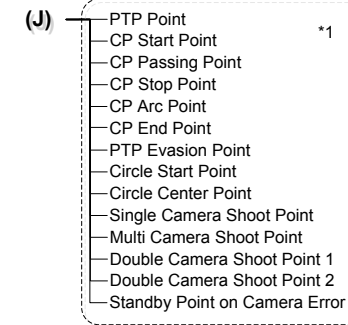 (J)
*1
PTP Point
CP Start Point
CP Passing Point
CP Stop Point
CP Arc Point
CP End Point
PTP Evasion Point
Circle Start Point
Circle Center Point
Single Camera Shoot Point
Multi Camera Shoot Point
Double Camera Shoot Point 1
Double Camera Shoot Point 2
Standby Point on Camera Error